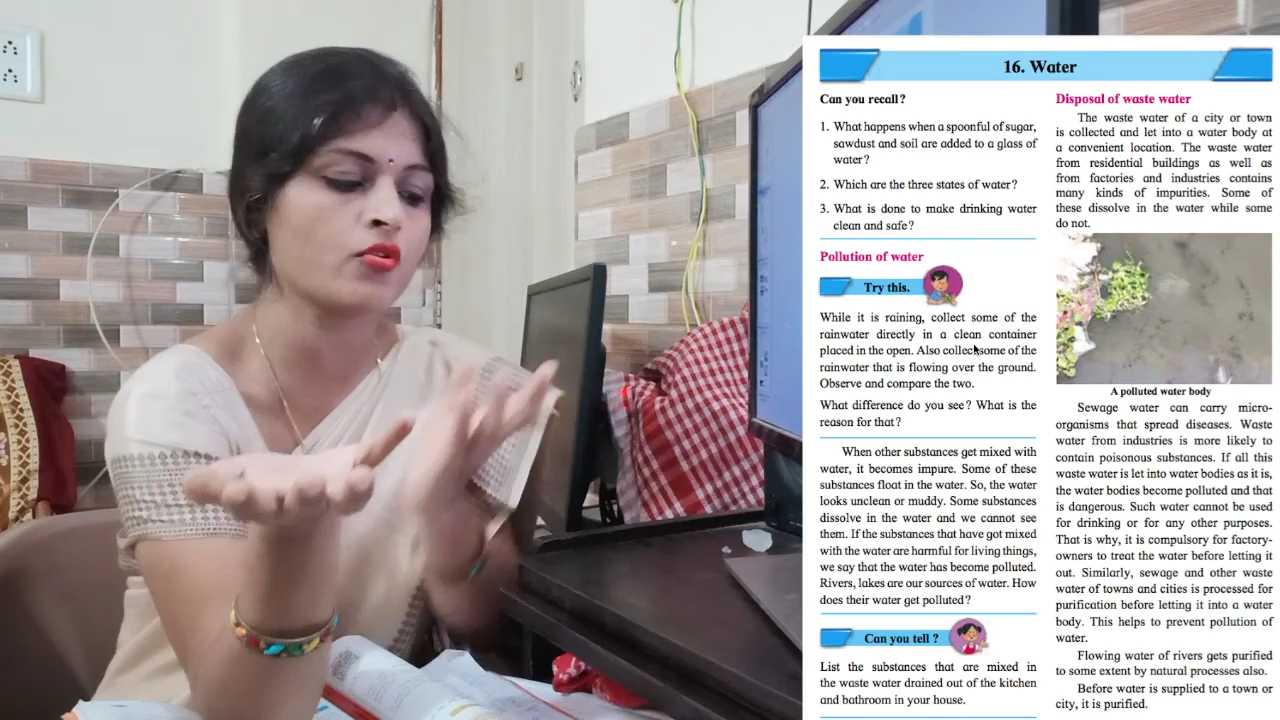 16. Water
Can you recall?
1. What happens when a spoonful of sugar,
sawdust and soil are added to a glass of
water?
2. Which are the three states of water?
3. What is done to make drinking water
clean and safe?
Pollution of water
Try this.
While it is raining, collect some of the
rainwater directly in a clean container
placed in the open. Also collect some of the
rainwater that is flowing over the ground.
Observe and compare the two.
What difference do you see? What is the
reason for that?
When other substances get mixed with
water, it becomes impure. Some of these
substances float in the water. So, the water
looks unclean or muddy. Some substances
dissolve in the water and we cannot see
them. If the substances that have got mixed
with the water are harmful for living things,
we say that the water has become polluted.
Rivers, lakes are our sources of water. How
does their water get polluted?
Can you tell ?
List the substances that are mixed in
the waste water drained out of the kitchen
and bathroom in your house.
Disposal of waste water
The waste water of a city or town
is collected and let into a water body at
a convenient location. The waste water
from residential buildings as well as
from factories and industries contains
many kinds of impurities. Some of
these dissolve in the water while some
do not.
A polluted water body
Sewage water can carry micro-
organisms that spread diseases. Waste
water from industries is more likely to
contain poisonous substances. If all this
waste water is let into water bodies as it is,
the water bodies become polluted and that
is dangerous. Such water cannot be used
for drinking or for any other purposes.
That is why, it is compulsory for factory-
owners to treat the water before letting it
out. Similarly, sewage and other waste
water of towns and cities is processed for
purification before letting it into a water
body. This helps to prevent pollution of
water.
Flowing water of rivers gets purified
to some extent by natural processes also.
Before water is supplied to a town or
city, it is purified.